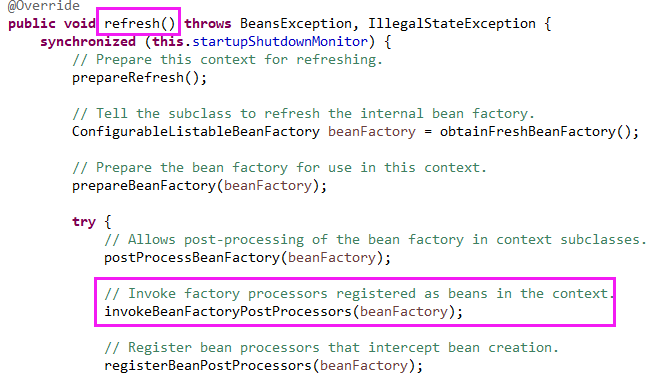 @Override
public void refresh() throws BeansException, IllegalStateException {
synchronized (this.startupShutdownMonitor) {
// Prepare this context for refreshing.
prepareRefresh();
// Tell the subclass to refresh the internal bean factory.
ConfigurableListableBeanFactory beanFactory = obtainFreshBeanFactory();
// Prepare the bean factory for use in this context.
prepareBeanFactory(beanFactory);
try {
// Allows post-processing of the bean factory in context subclasses.
postProcessBeanFactory(beanFactory);
// Invoke factory processors registered as beans in the context.
invokeBeanFactoryPostProcessors(beanFactory);
// Register bean processors that intercept bean creation.
registerBeanPostProcessors(beanFactory);